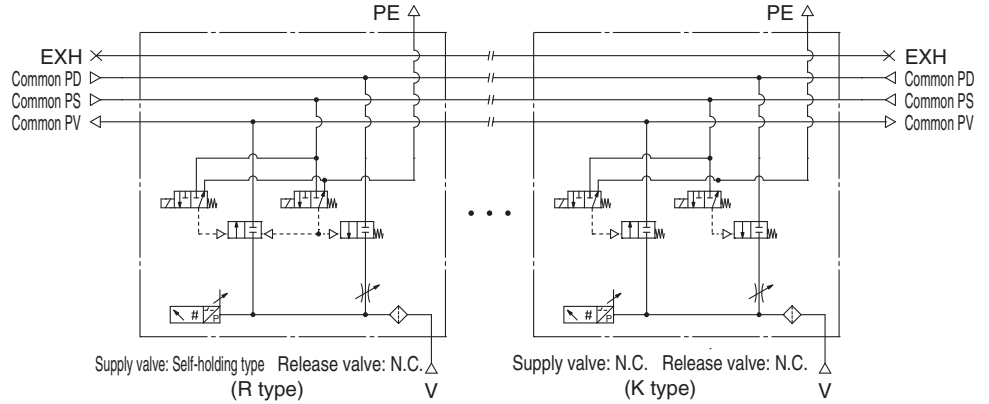 PE
PE
EXH
EXH
Common PD
Common PD
Common PS
Common PS
Common PV
Common PV
# P
# P
Supply valve: Self-holding type Release valve: N.C.
(R type)
V
Supply valve: N.C. Release valve: N.C.
(K type)
V